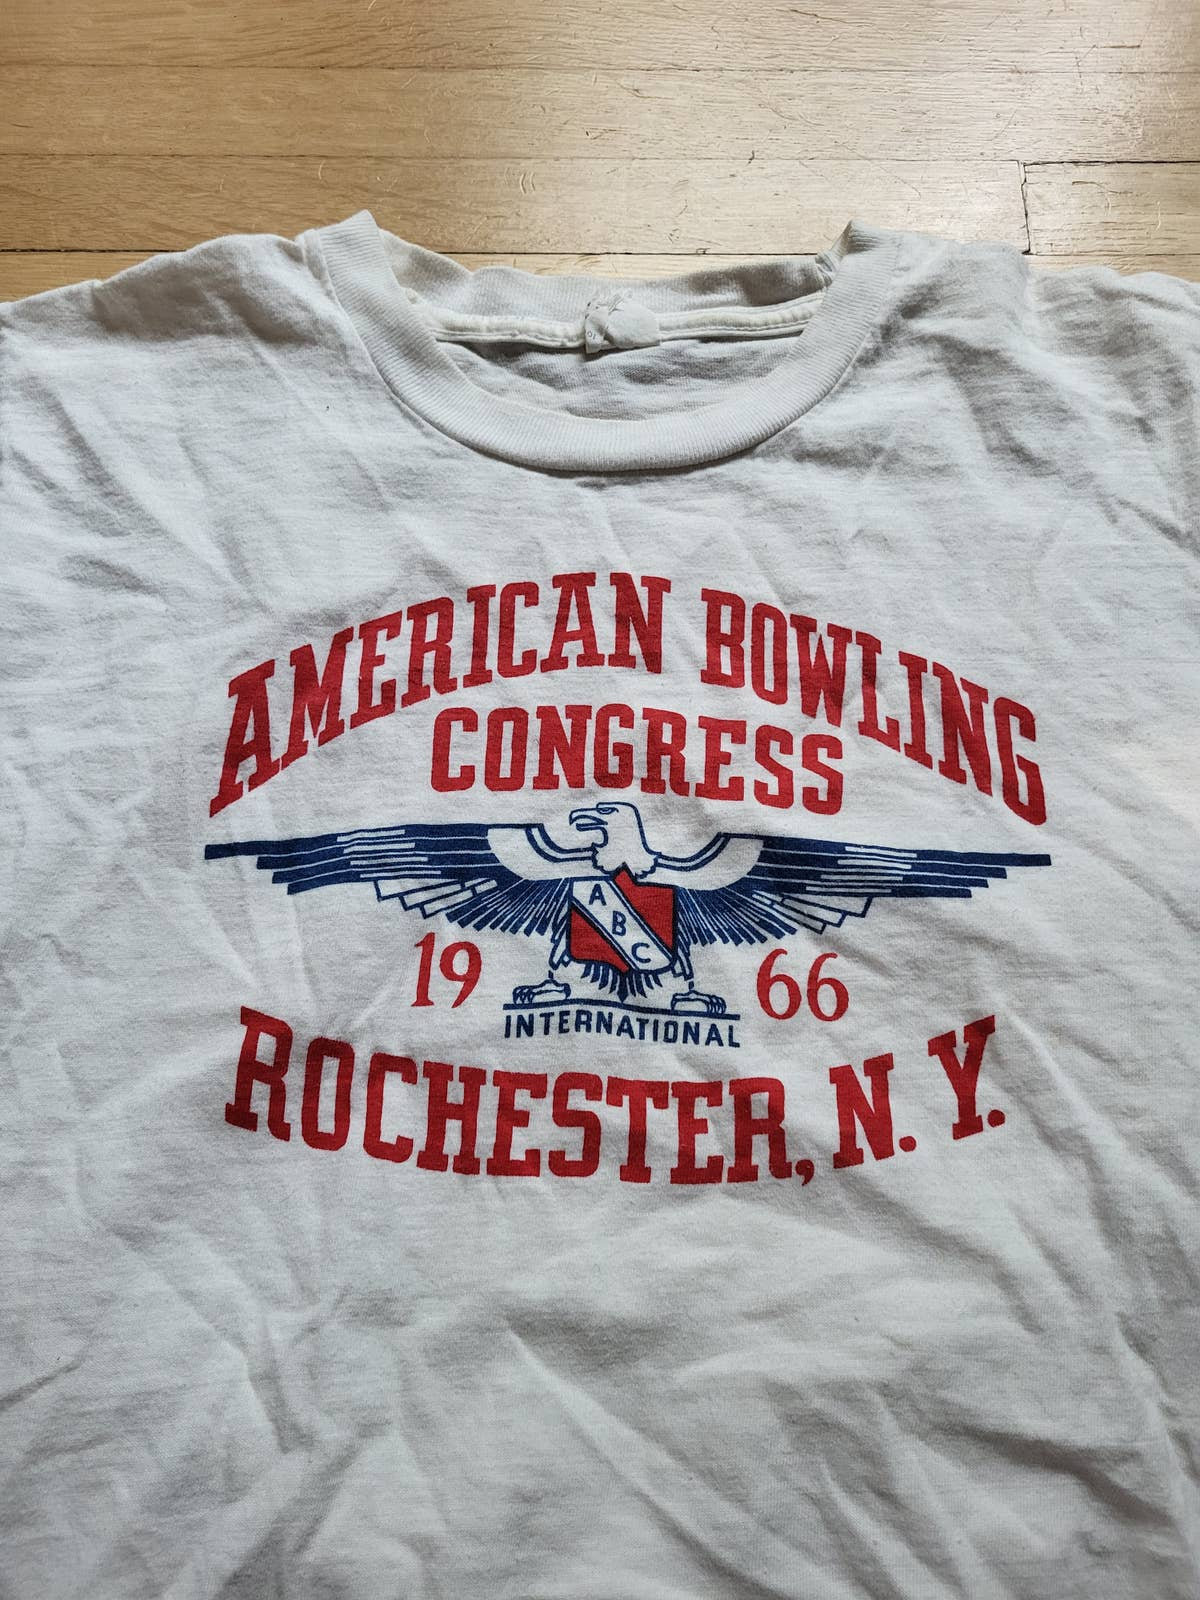 AMERICAN BOWLING
CONGRESS
A
B
C
19 66
INTERNATIONAL
ROCHESTER, N. Y.